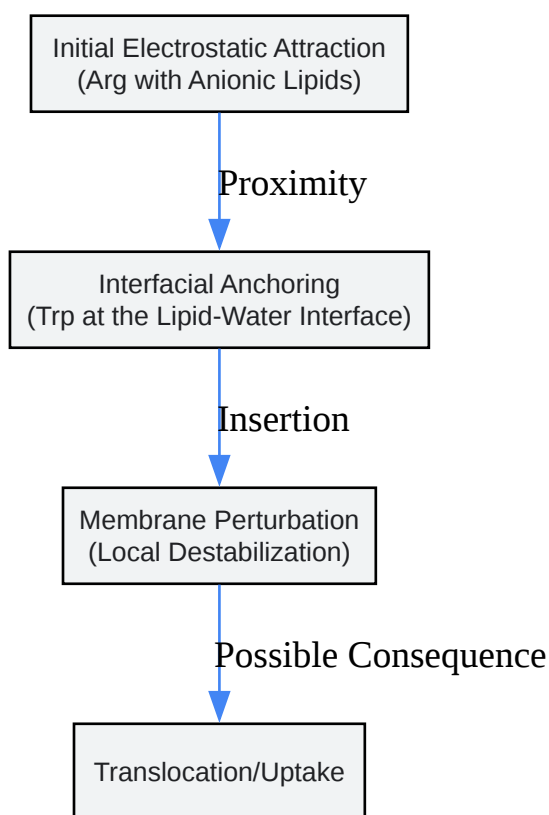 Initial Electrostatic Attraction
(Arg with Anionic Lipids)
Proximity
Interfacial Anchoring
(Trp at the Lipid-Water Interface)
Insertion
Membrane Perturbation
(Local Destabilization)
Possible Consequence
Translocation/Uptake